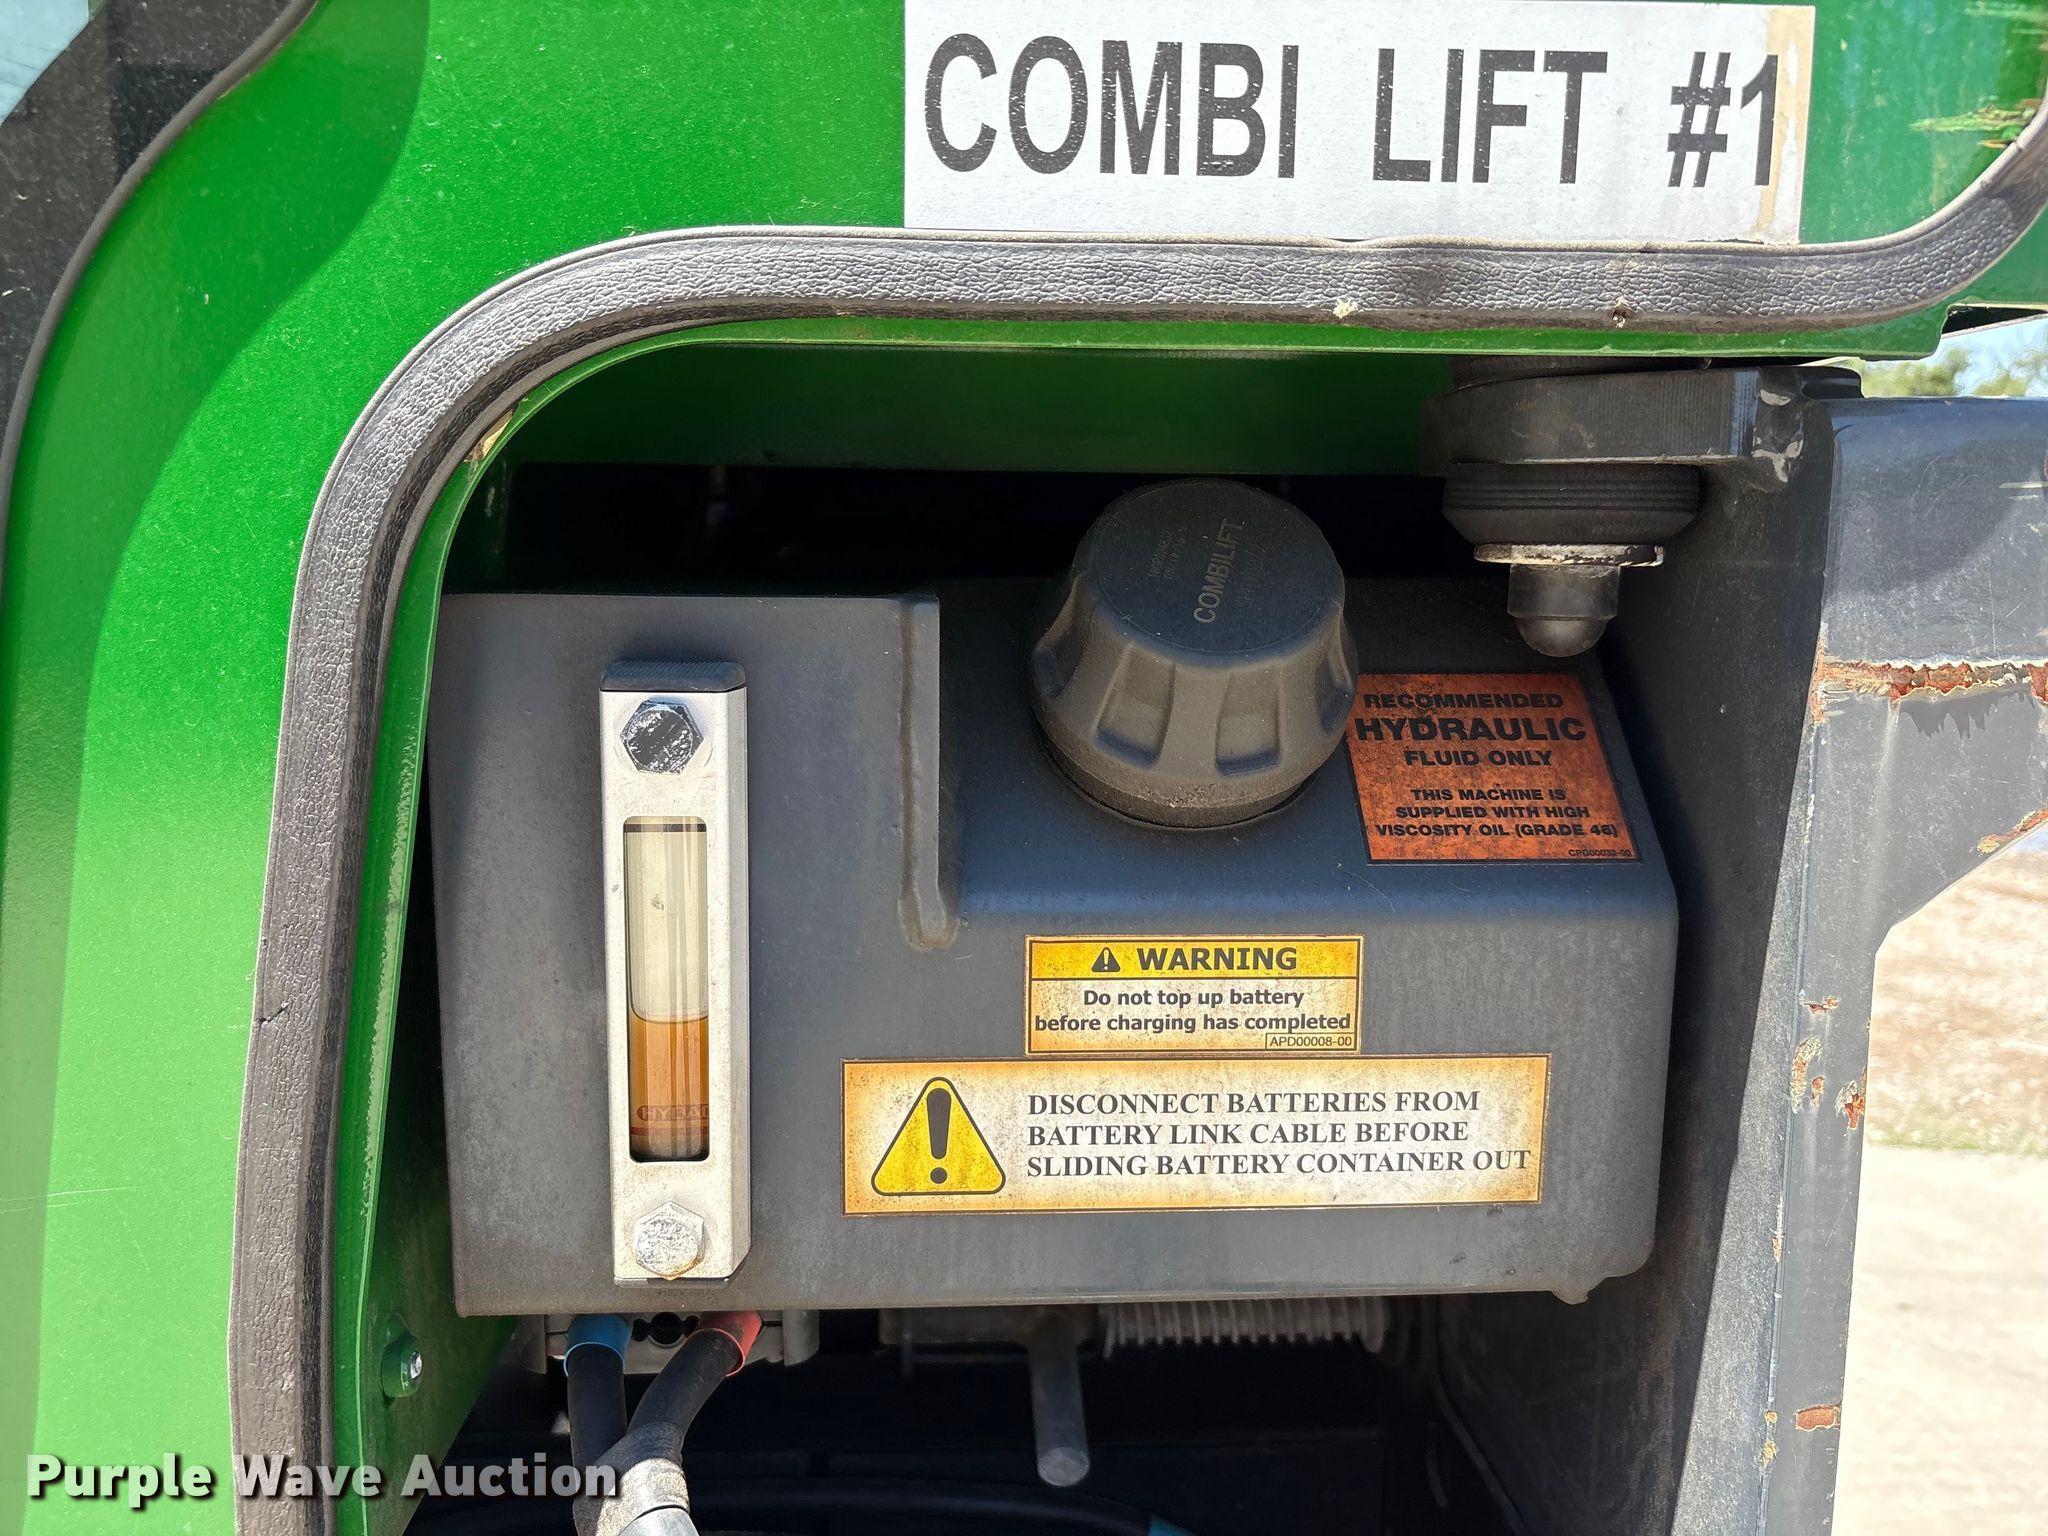 COMBI LIFT #1
COMBILIFT
RECOMMENDED
HYDRAULIC
FLUID ONLY
THIS MACHINE IS
SUPPLIED WITH HIGH
VISCOSITY OIL (GRADE 46)
CPD00032-00
WARNING
Do not top up battery
before charging has completed
APD00008-00
DISCONNECT BATTERIES FROM
BATTERY LINK CABLE BEFORE
SLIDING BATTERY CONTAINER OUT
Purple Wave Auction